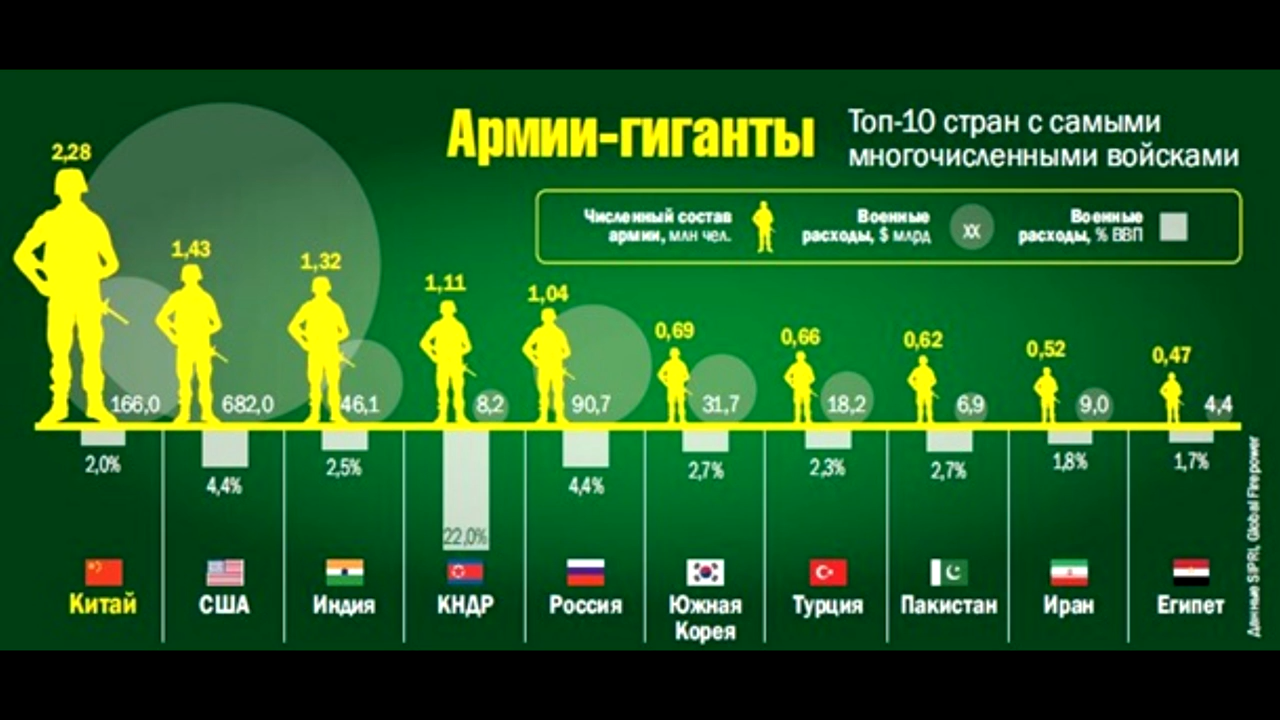 Армии-гиганты
Топ-10 стран с самыми
многочисленными войсками
Численный состав
армии, млн чел.
Военные
расходы, $ млрд
XX
Военные
расходы, % ВВП
2,28
1,43
1,32
1,11
1,04
0,69
0,66
0,62
0,52
0,47
166,0
682,0
46,1
8,2
90,7
31,7
18,2
6,9
9,0
4,4
2,0%
4,4%
2,5%
22,0%
4,4%
2,7%
2,3%
2,7%
1,8%
1,7%
Китай
США
Индия
КНДР
Россия
Южная
Корея
Турция
Пакистан
Иран
Египет
Данные SIPRI, Global Firepower